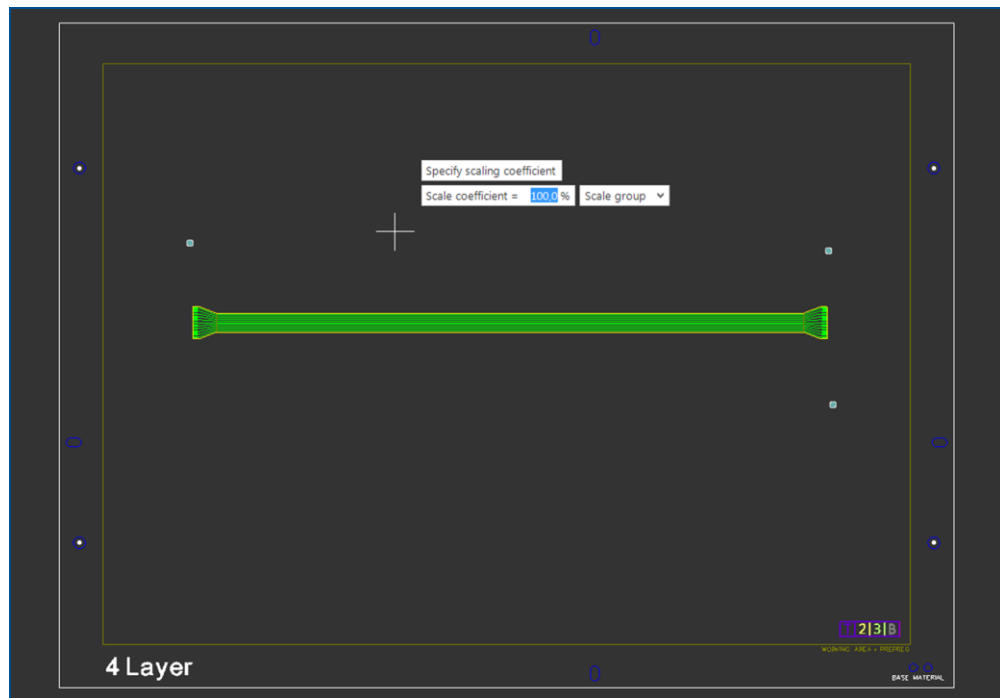 Specify scaling coefficient
Scale coefficient = 100,0 % Scale group
T 2|3|B
WORKING AREA + PREPREG
4 Layer
BASE MATERIAL